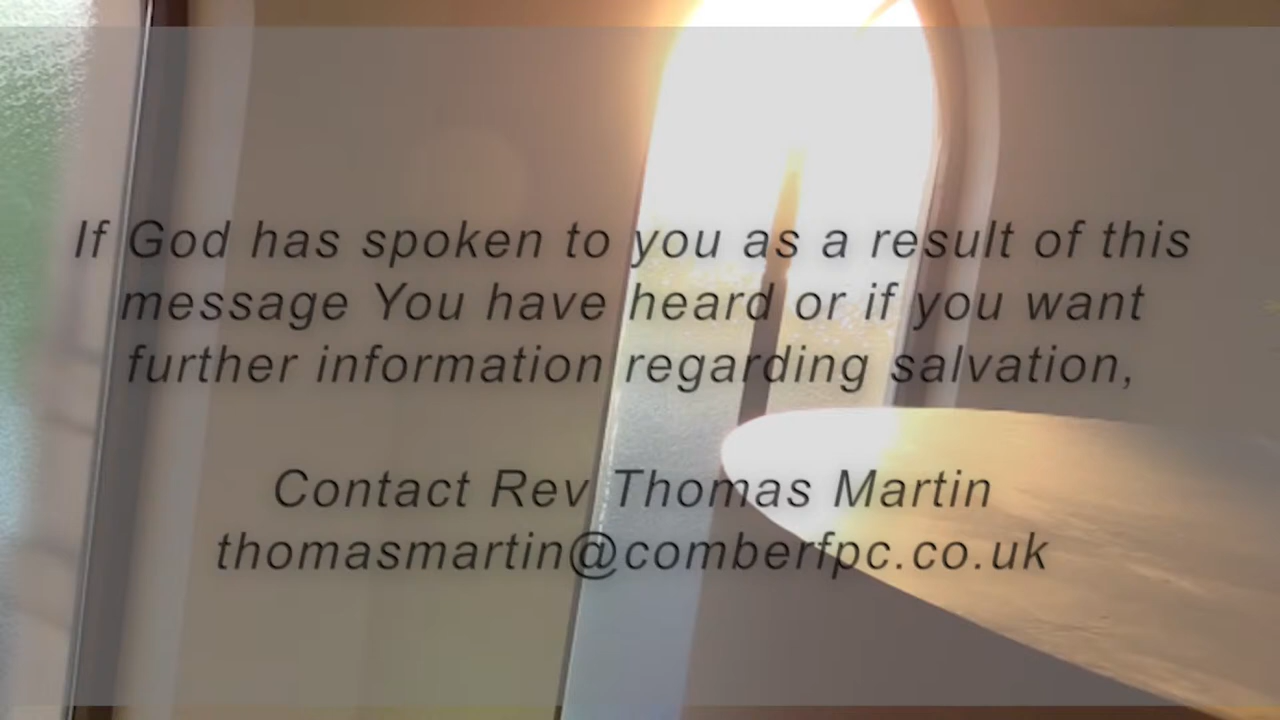 If God has spoken to you as a result of this
message You have heard or if you want
further information regarding salvation,
Contact Rev Thomas Martin
thomasmartin@comberfpc.co.uk